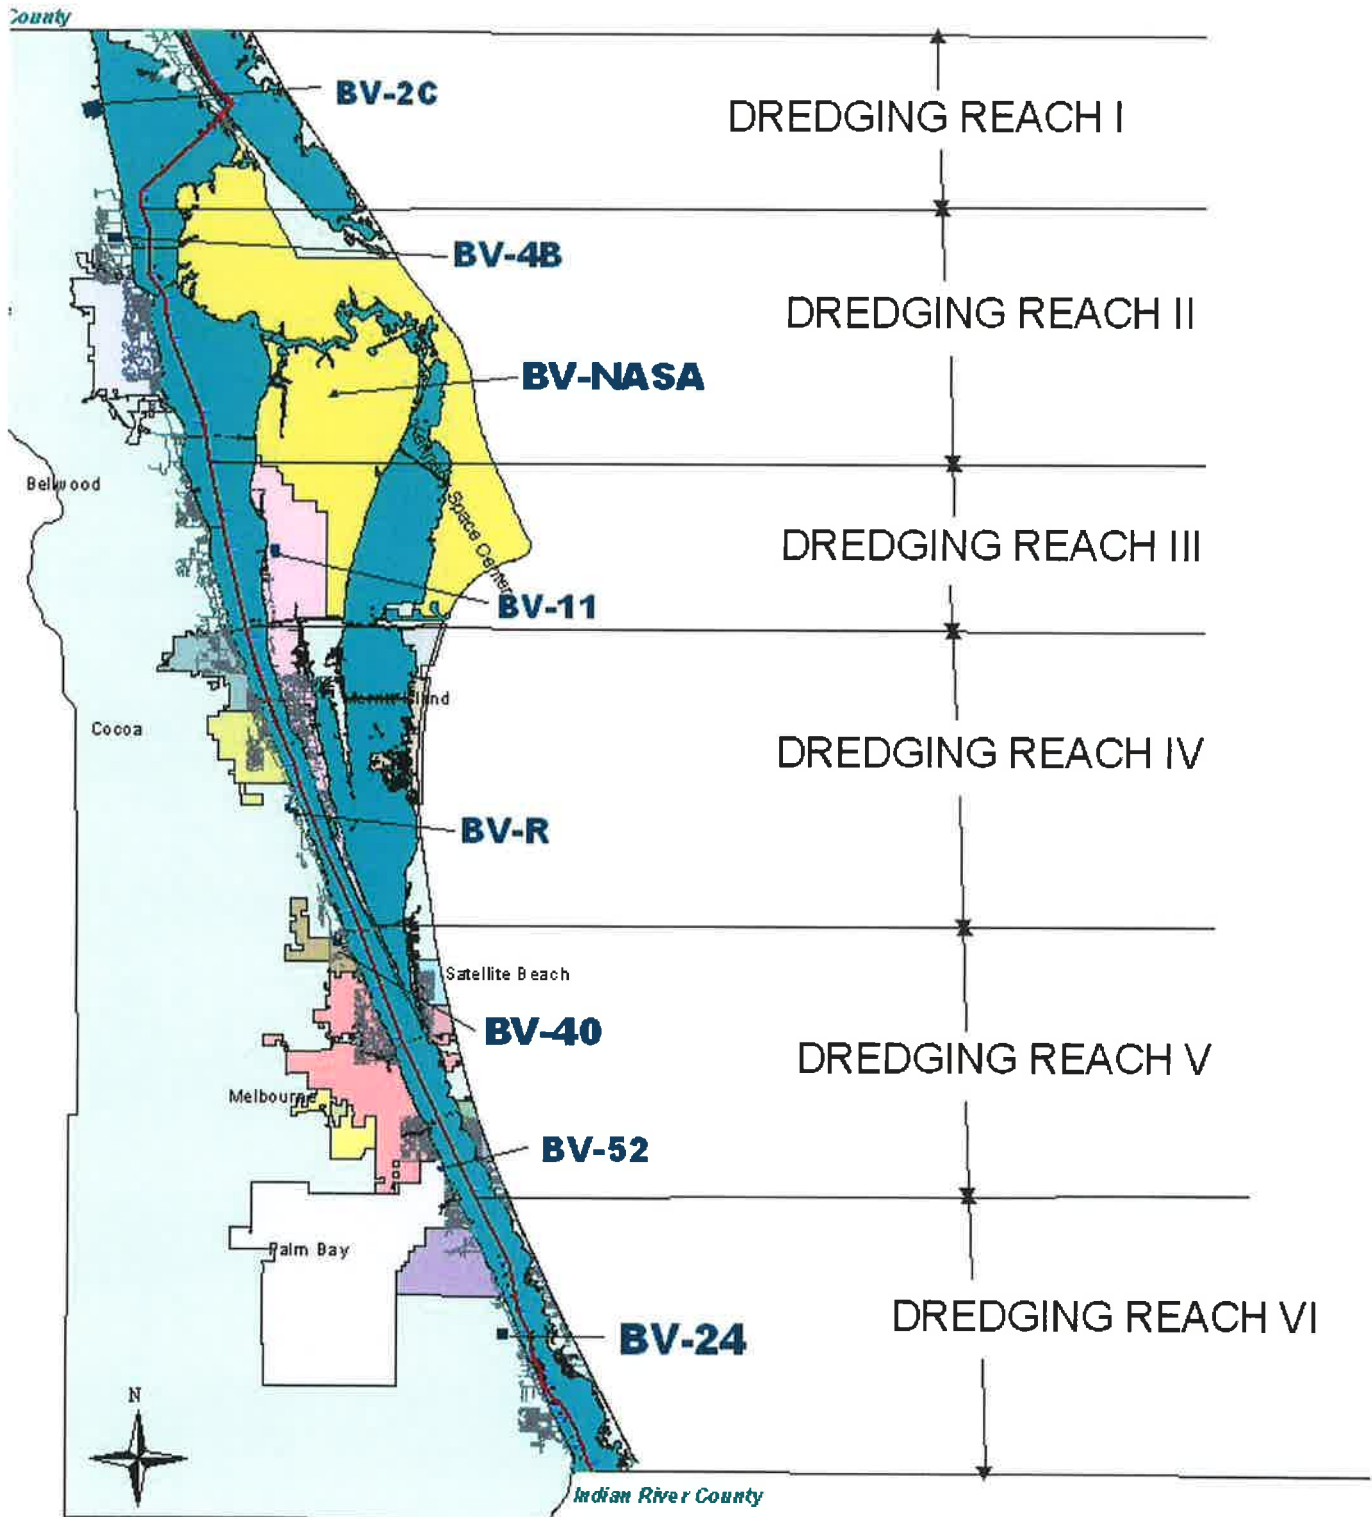 County
BV-2C
DREDGING REACH I
BV-4B
DREDGING REACH II
BV-NASA
Bellwood
Space Center
DREDGING REACH III
BV-11
Merritt Island
Cocoa
DREDGING REACH IV
BV-R
Satellite Beach
BV-40
DREDGING REACH V
Melbourne
BV-52
Palm Bay
DREDGING REACH VI
BV-24
N
Indian River County